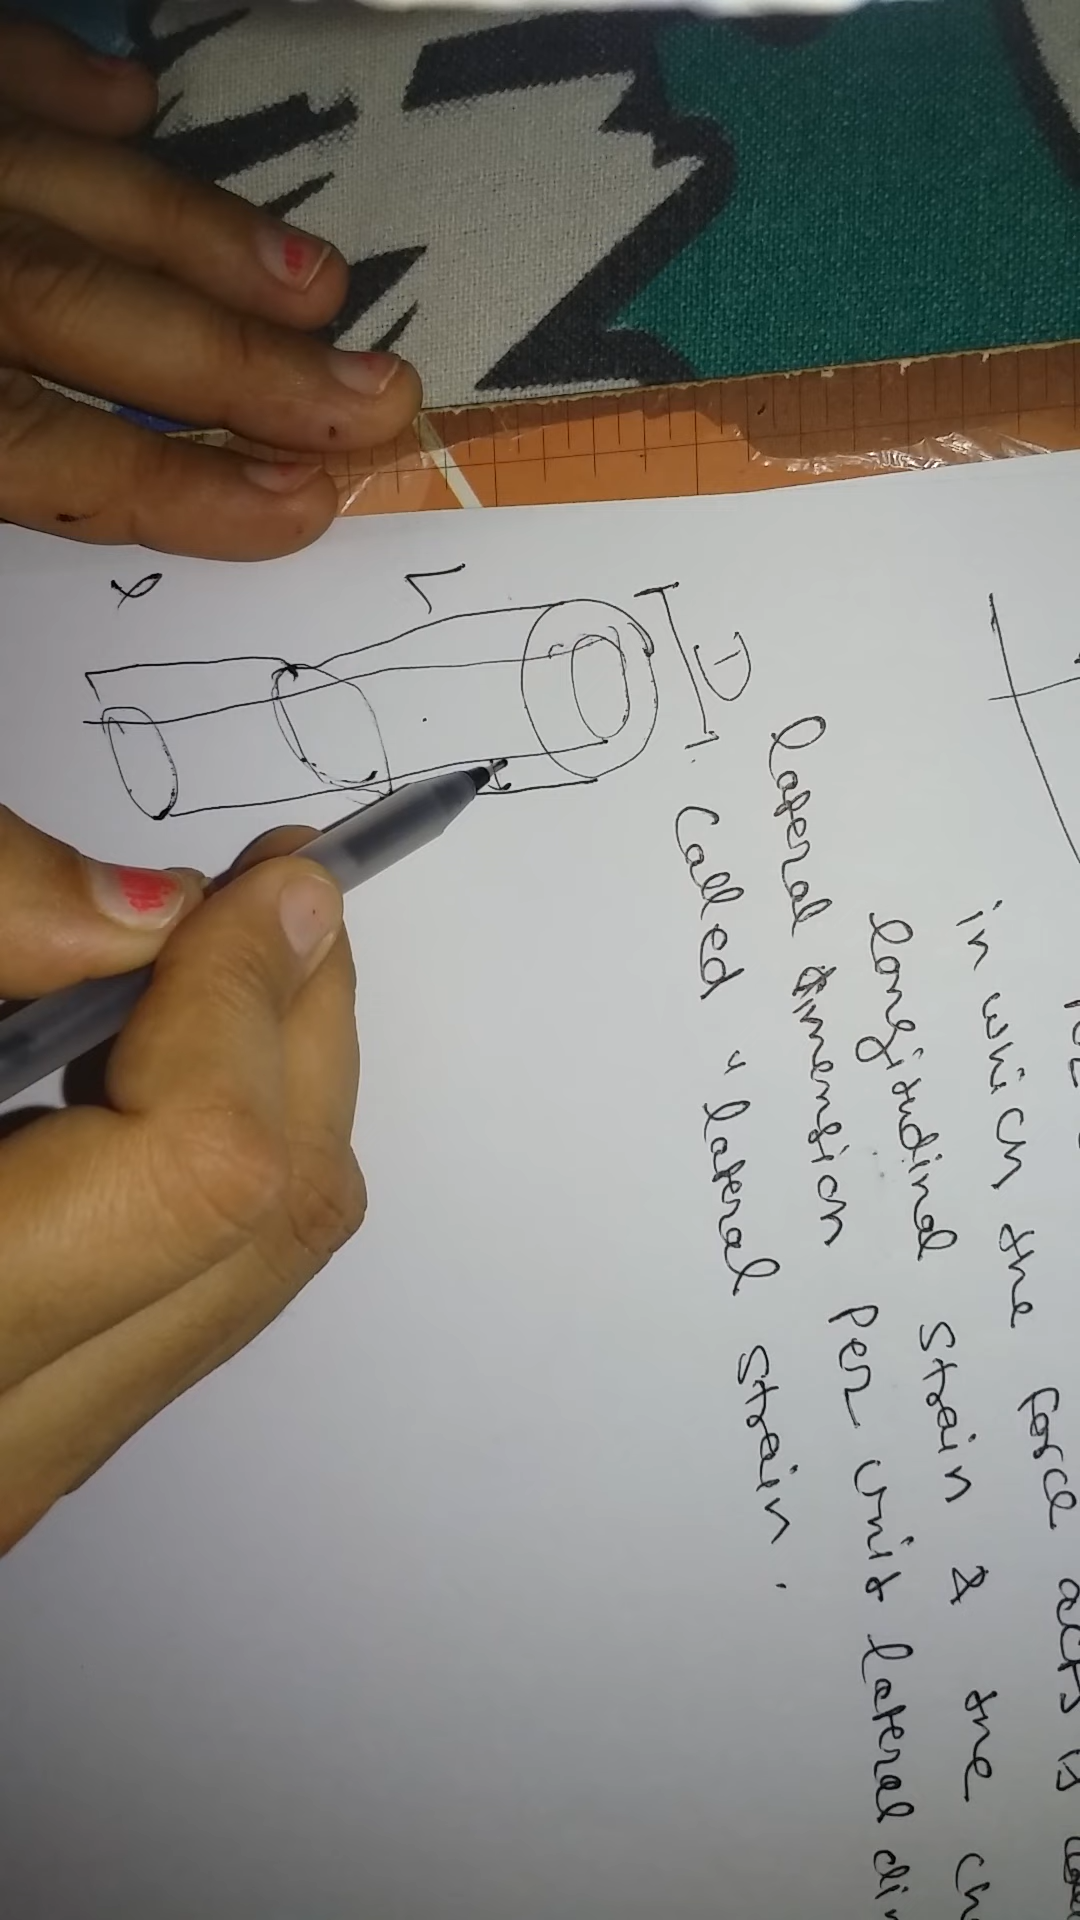 in which the force acts is
longitudinal strain & the
lateral dimension per unit lateral
called "lateral strain.
D
L
l